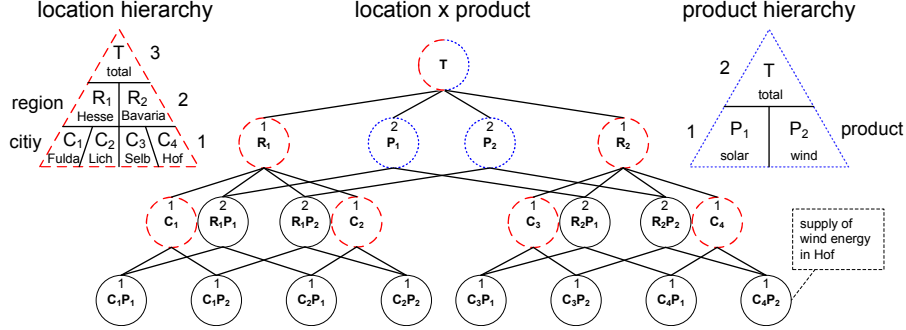 location hierarchy
location x product
product hierarchy
T
3
total
region
R1
R2
2
Hesse
Bavaria
citiy
C1
C2
C3
C4
1
Fulda
Lich
Selb
Hof
T
2
T
total
1
P1
P2
product
solar
wind
1
R1
2
P1
2
P2
1
R2
1
C1
2
R1P1
2
R1P2
1
C2
1
C3
2
R2P1
2
R2P2
1
C4
supply of
wind energy
in Hof
1
C1P1
1
C1P2
1
C2P1
1
C2P2
1
C3P1
1
C3P2
1
C4P1
1
C4P2